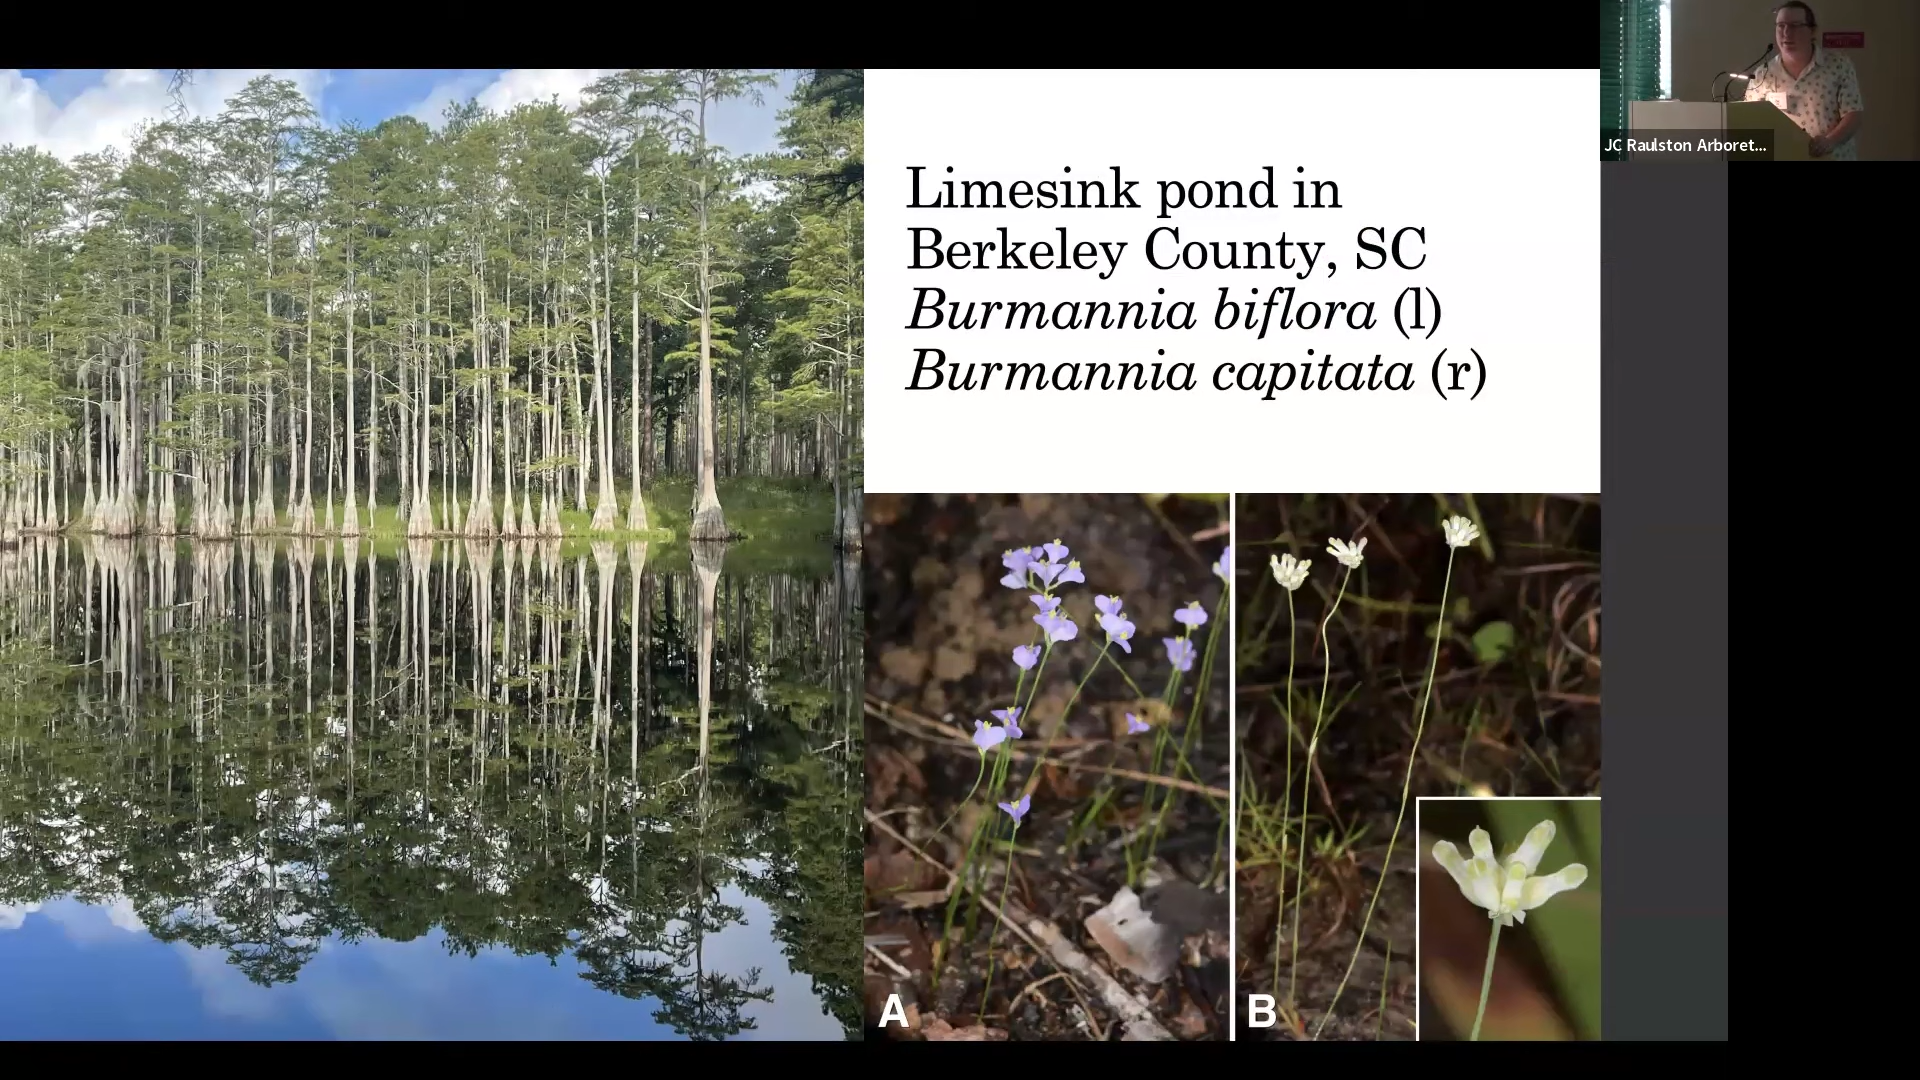 Limesink pond in
Berkeley County, SC
Burmannia biflora (l)
Burmannia capitata (r)
A
B
JC Raulston Arboret...